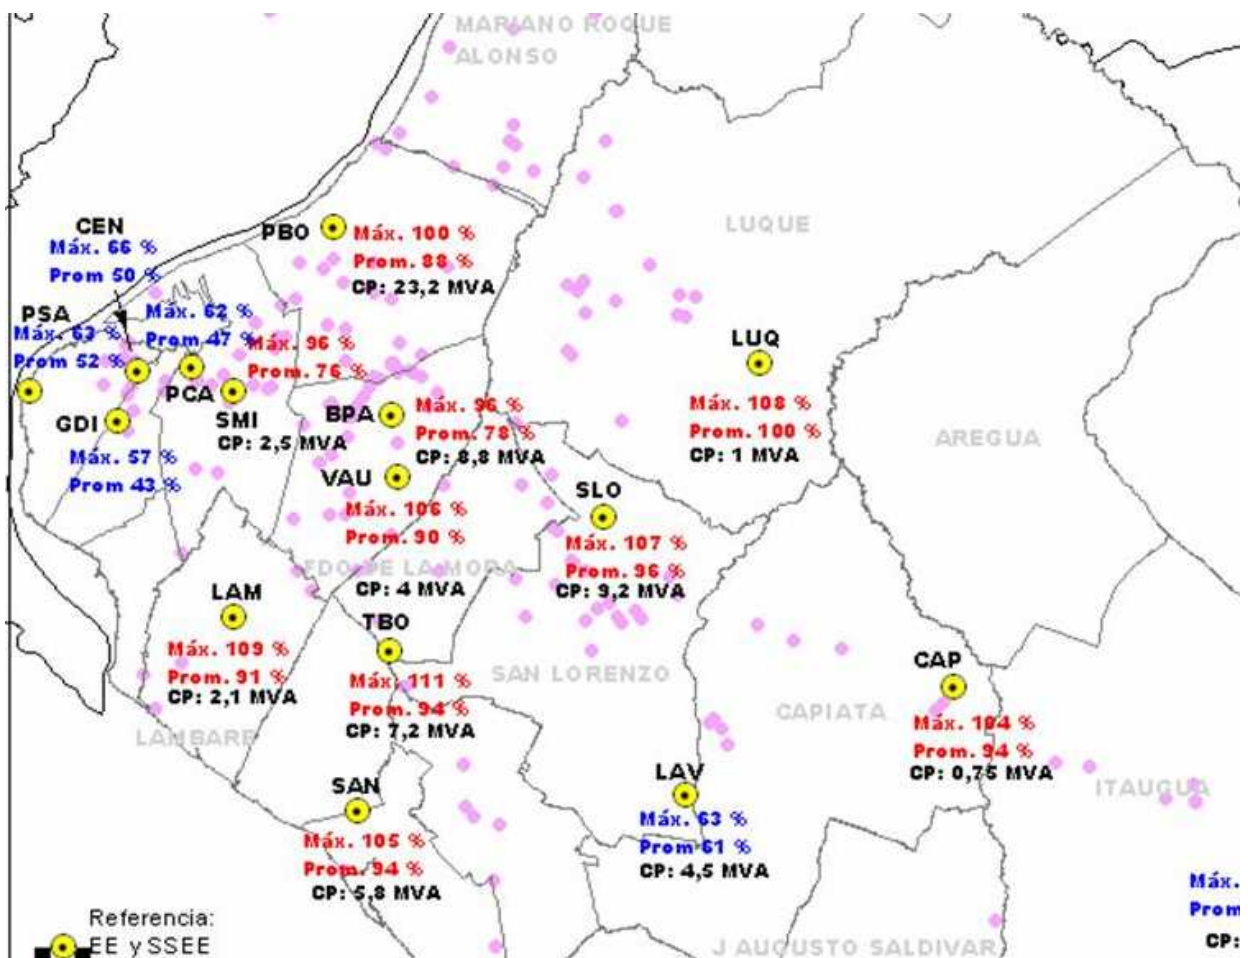 MARIANO ROQUE
ALONSO
CEN
Máx. 66 %
Prom 50 %
PBO
Máx. 100 %
Prom. 88 %
CP: 23,2 MVA
LUQUE
PSA
Máx. 63 %
Prom 52 %
Máx. 62 %
Prom 47 %
Máx. 96 %
Prom. 76 %
PCA
SMI
CP: 2,5 MVA
LUQ
Máx. 108 %
Prom. 100 %
CP: 1 MVA
GDI
Máx. 57 %
Prom 43 %
BPA
Máx. 96 %
Prom. 78 %
CP: 8,8 MVA
AREGUA
VAU
Máx. 106 %
Prom. 90 %
FDO DE LA MORA
CP: 4 MVA
SLO
Máx. 107 %
Prom. 96 %
CP: 9,2 MVA
LAM
Máx. 109 %
Prom. 91 %
CP: 2,1 MVA
LAMBARE
TBO
Máx. 111 %
Prom. 94 %
CP: 7,2 MVA
SAN LORENZO
CAPIATA
CAP
Máx. 104 %
Prom. 94 %
CP: 0,75 MVA
ITAUGUA
SAN
Máx. 105 %
Prom. 94 %
CP: 5,8 MVA
LAV
Máx. 63 %
Prom 61 %
CP: 4,5 MVA
Máx.
Prom
CP:
Referencia:
EE y SSEE
J AUGUSTO SALDIVAR